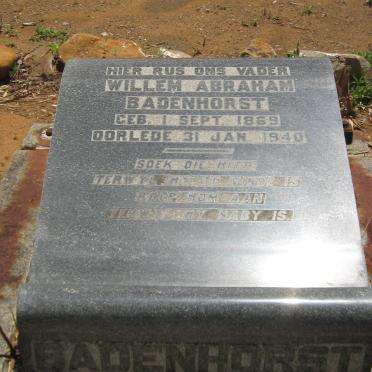 HIER RUS ONS VADER
WILLEM ABRAHAM
BADENHORST
GEB. 1 SEPT 1869
OORLEDE 31 JAN. 1940
SOEK DIE HEER
TERWYL HY TE VINDE IS
ROEP HOM AAN
TERWYL HY NABY IS.
BADENHORST